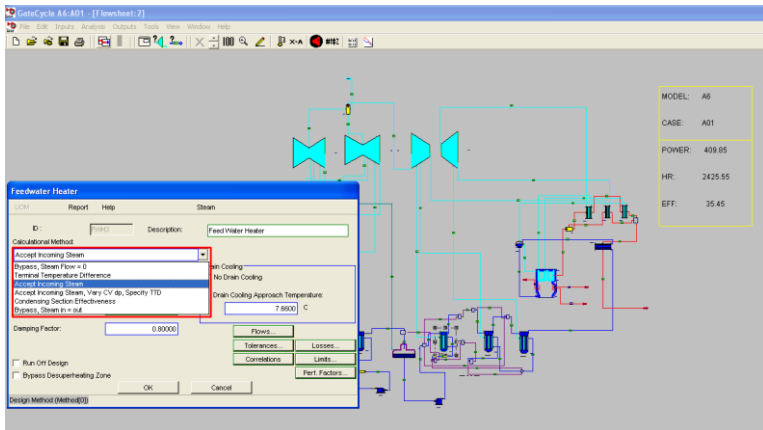 GateCycle A6:A01 - [Flowsheet:2]
File Edit Inputs Analysis Outputs Tools View Window Help
MODEL: A6
CASE: A01
POWER: 409.85
HR: 2425.55
EFF: 35.45
Feedwater Heater
UOM Report Help Steam
ID : FWH3 Description: Feed Water Heater
Calculational Method:
Accept Incoming Steam
Bypass, Steam Flow = 0
Terminal Temperature Difference
Accept Incoming Steam
Accept Incoming Steam, Very CV dp, Specify TTD
Condensing Section Effectiveness
Bypass, Steam in = out
Cooling
No Drain Cooling
Drain Cooling Approach Temperature:
7.6600 C
Damping Factor: 0.80000
Flows...
Tolerances... Losses...
Correlations Limits...
Perf. Factors...
Run Off Design
Bypass Desuperheating Zone
OK Cancel
Design Method (Method[0])